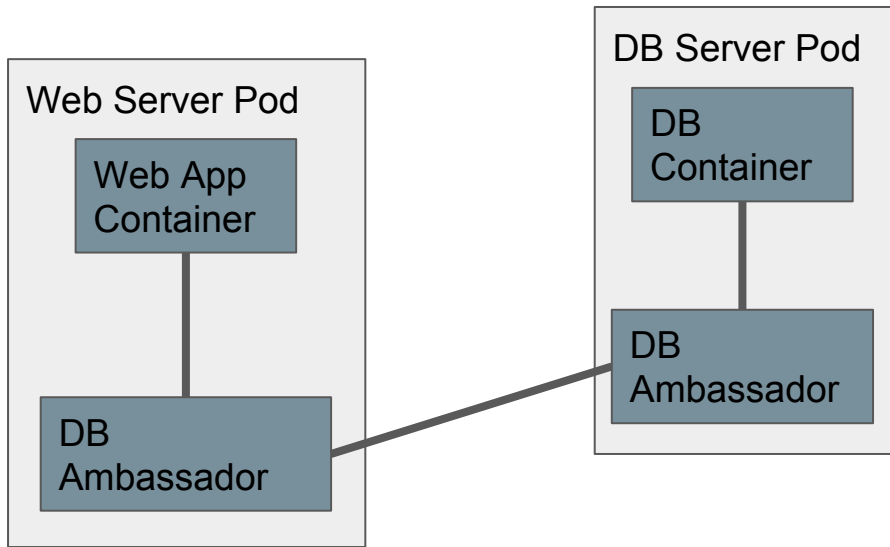 Web Server Pod
Web App
Container
DB
Ambassador
DB Server Pod
DB
Container
DB
Ambassador